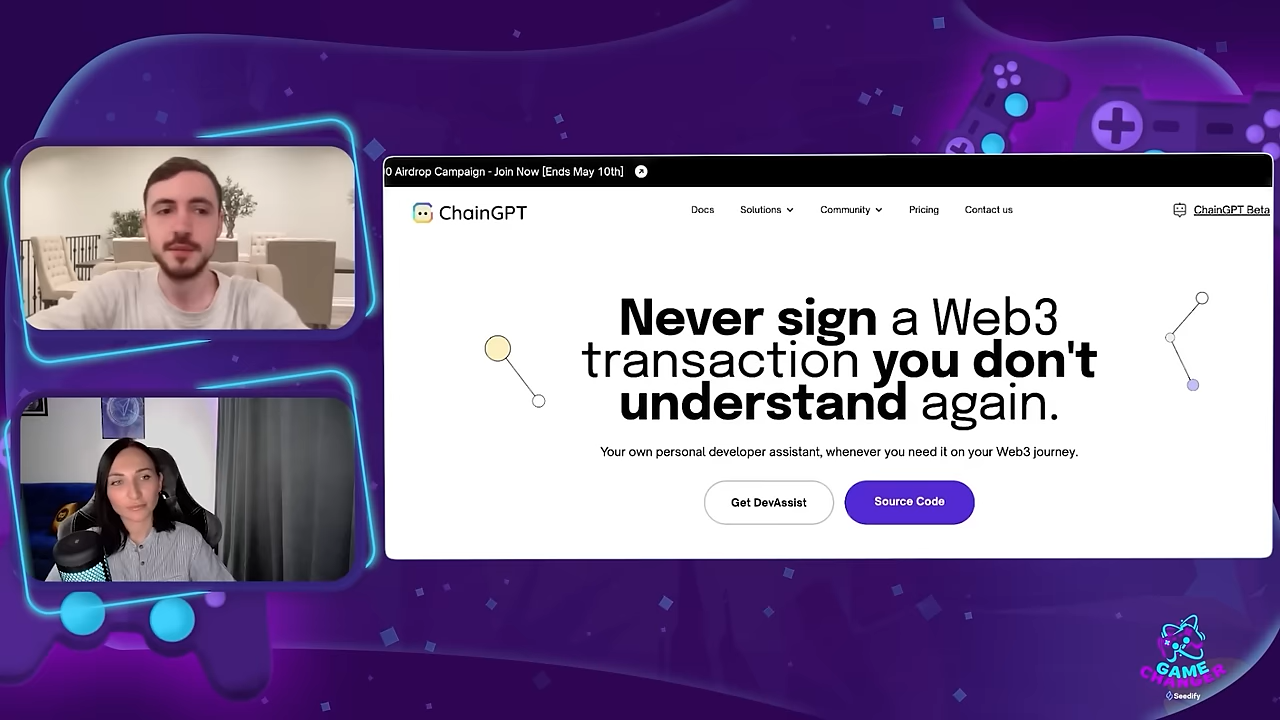 0 Airdrop Campaign - Join Now [Ends May 10th]
ChainGPT
Docs
Solutions
Community
Pricing
Contact us
ChainGPT Beta
Never sign a Web3
transaction you don't
understand again.
Your own personal developer assistant, whenever you need it on your Web3 journey.
Get DevAssist
Source Code
GAME
CHANGER
Seedify